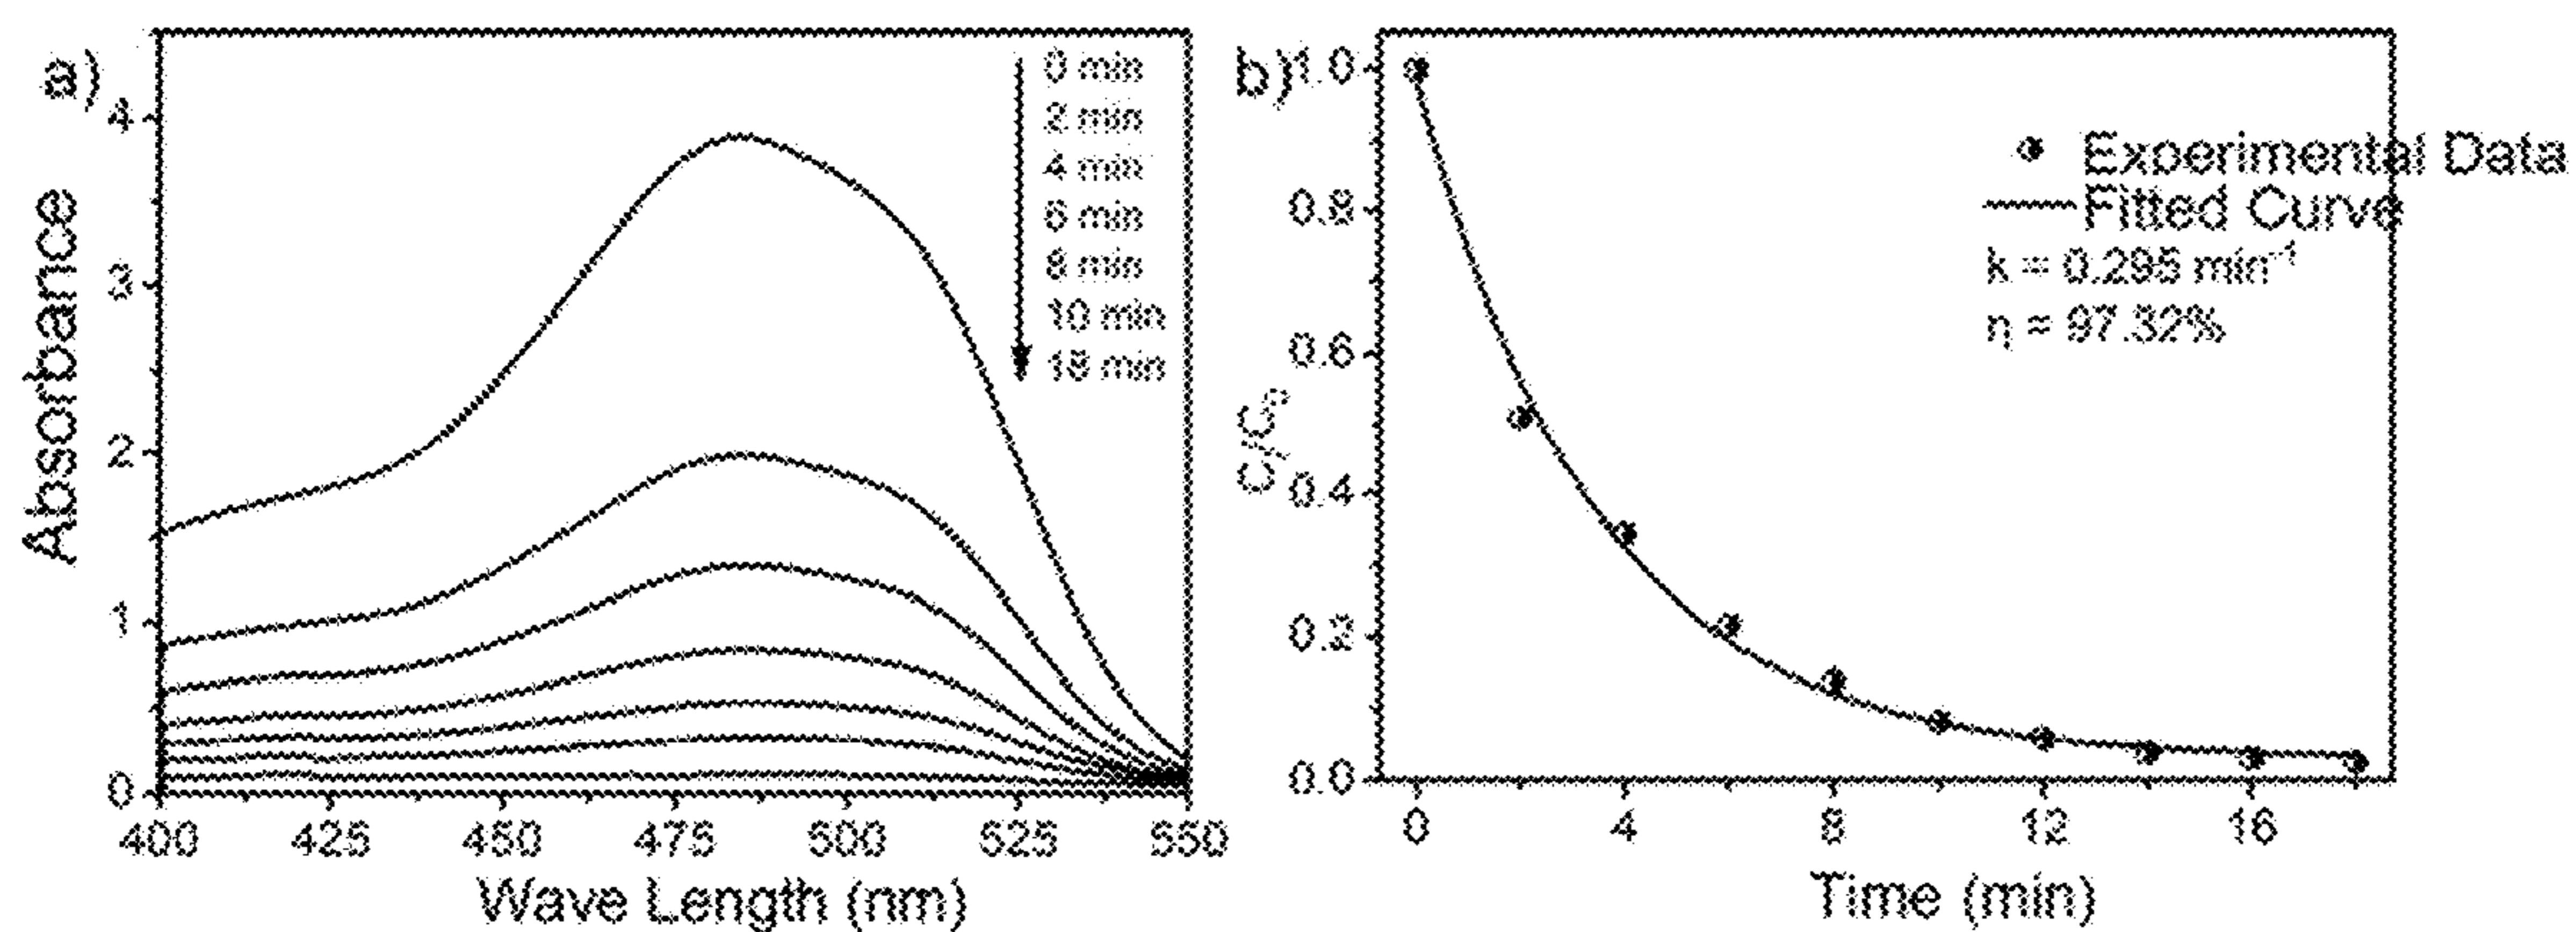 a)
4
3
2
1
0
Absorbance
0 min
2 min
4 min
6 min
8 min
10 min
18 min
400 425 450 475 500 525 550
Wave Length (nm)
b)
1.0
0.8
0.6
0.4
0.2
0.0
C/C₀
Experimental Data
Fitted Curve
k = 0.295 min⁻¹
η = 97.32%
0 4 8 12 16
Time (min)